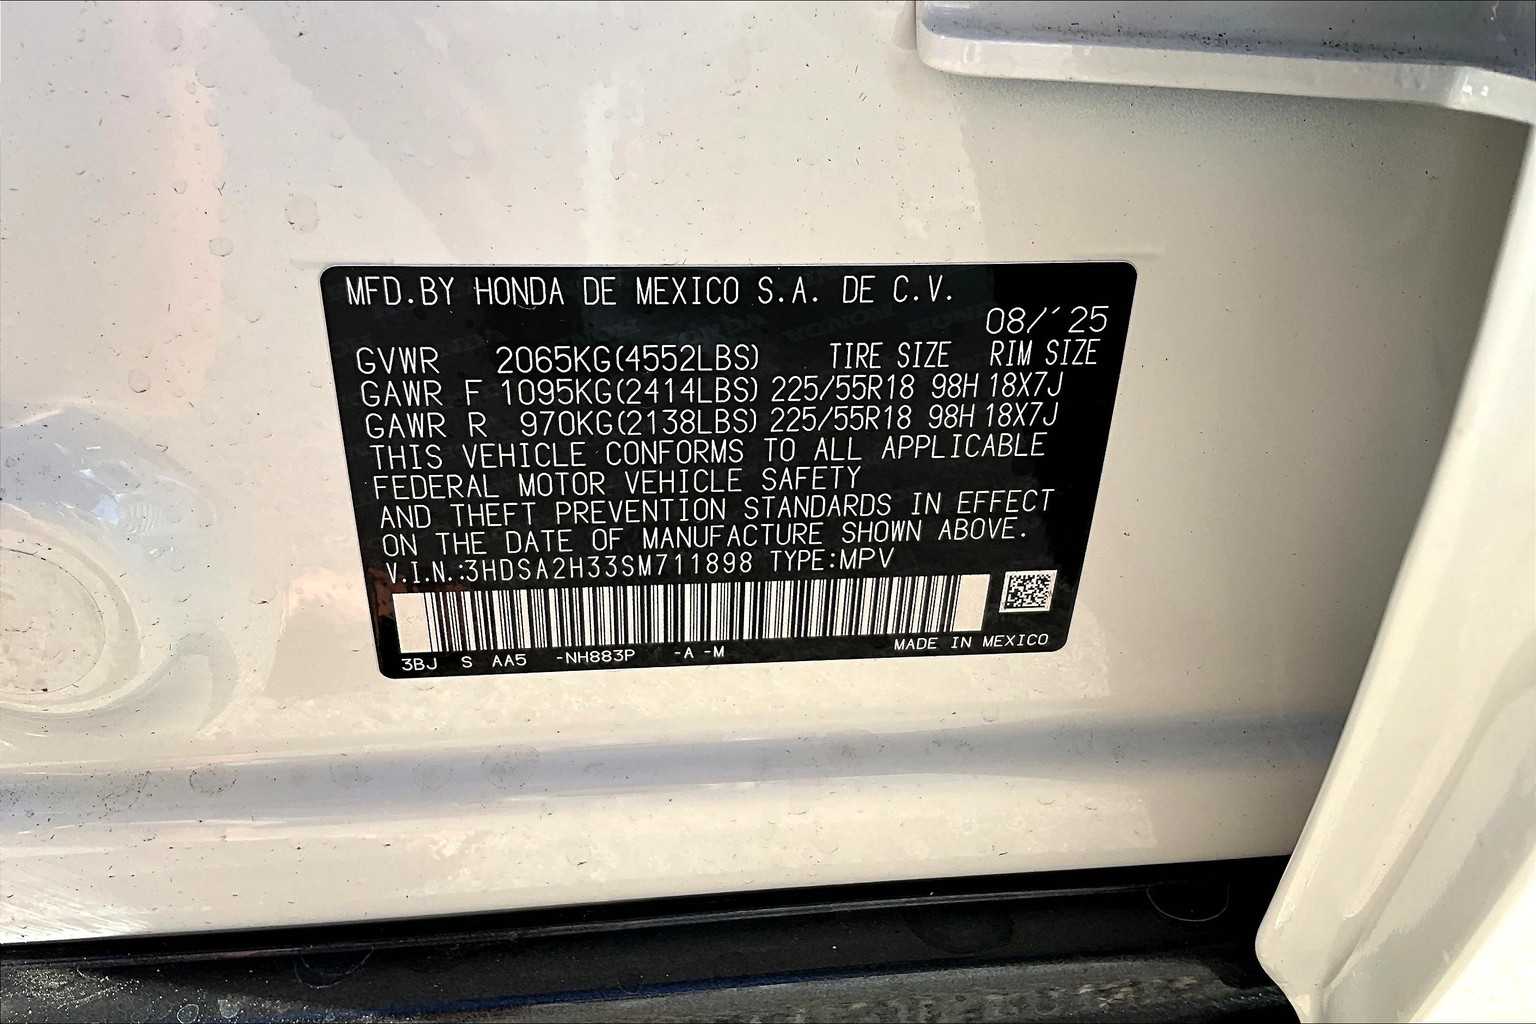 MFD.BY HONDA DE MEXICO S.A. DE C.V.
08/´25
GVWR 2065KG(4552LBS) TIRE SIZE RIM SIZE
GAWR F 1095KG(2414LBS) 225/55R18 98H 18X7J
GAWR R 970KG(2138LBS) 225/55R18 98H 18X7J
THIS VEHICLE CONFORMS TO ALL APPLICABLE
FEDERAL MOTOR VEHICLE SAFETY
AND THEFT PREVENTION STANDARDS IN EFFECT
ON THE DATE OF MANUFACTURE SHOWN ABOVE.
V.I.N.:3HDSA2H33SM711898 TYPE:MPV
3BJ S AA5 -NH883P -A -M MADE IN MEXICO